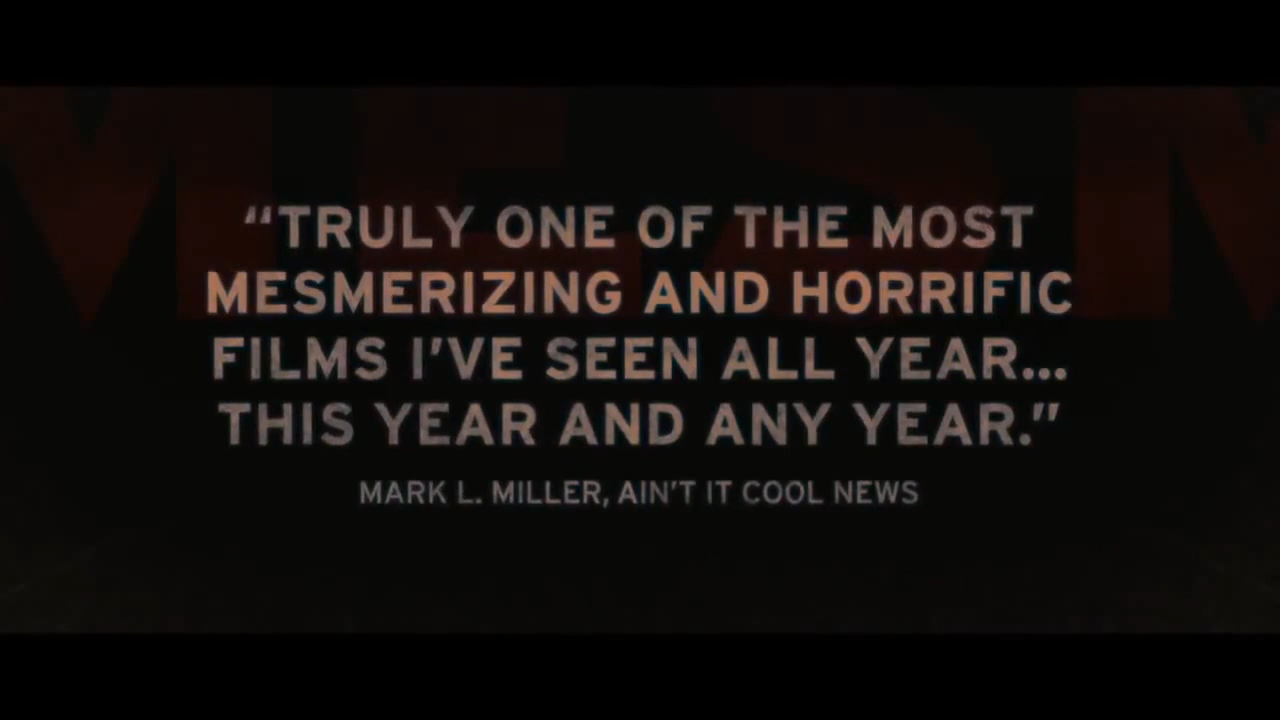 “TRULY ONE OF THE MOST
MESMERIZING AND HORRIFIC
FILMS I’VE SEEN ALL YEAR...
THIS YEAR AND ANY YEAR.”
MARK L. MILLER, AIN’T IT COOL NEWS